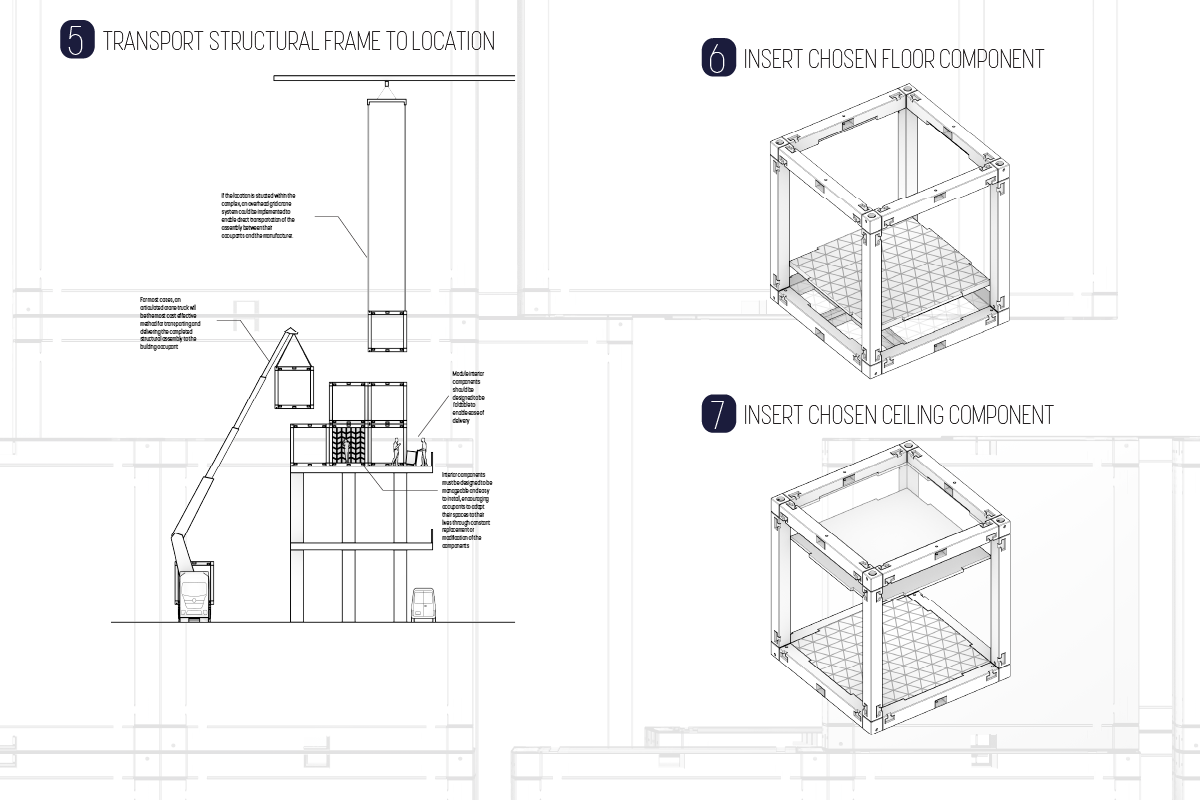 5 TRANSPORT STRUCTURAL FRAME TO LOCATION
If the location is situated within the
complex, an overhead grid crane
system could be implemented to
enable direct transportation of the
assembly between that
occupants and the manufacturer.
For most cases, an
articulated crane truck will
be the most cost effective
method for transporting and
delivering the completed
structural assembly to the
building occupant
Module interior
components
should be
designed to be
foldable to
enable ease of
delivery
Interior components
must be designed to be
manageable and easy
to install, encouraging
occupants to adapt
their spaces to their
lives through constant
replacement or
modification of the
components
6 INSERT CHOSEN FLOOR COMPONENT
7 INSERT CHOSEN CEILING COMPONENT